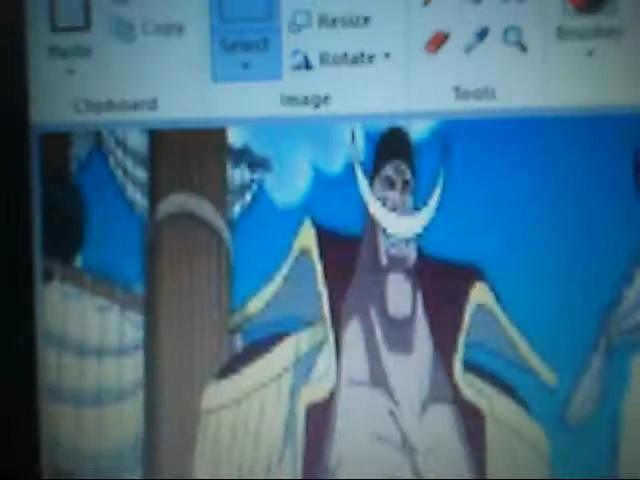 Resize
Copy
Select
Brushes
Paste
Rotate
Clipboard
Image
Tools